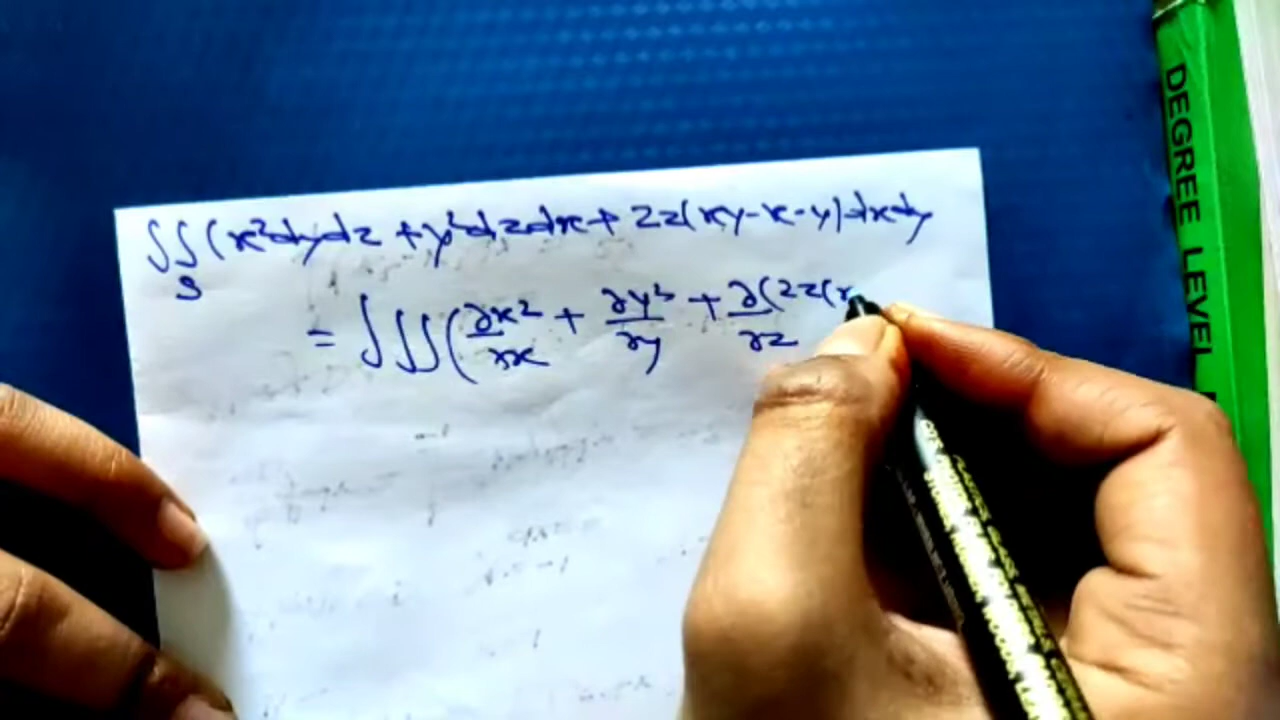 ∫∫ (x²dydz + y²dzdx + 2z(xy-x-y)dxdy
S
= ∫∫∫ (∂x²/∂x + ∂y²/∂y + ∂(2z(x/∂z
DEGREE LEVEL